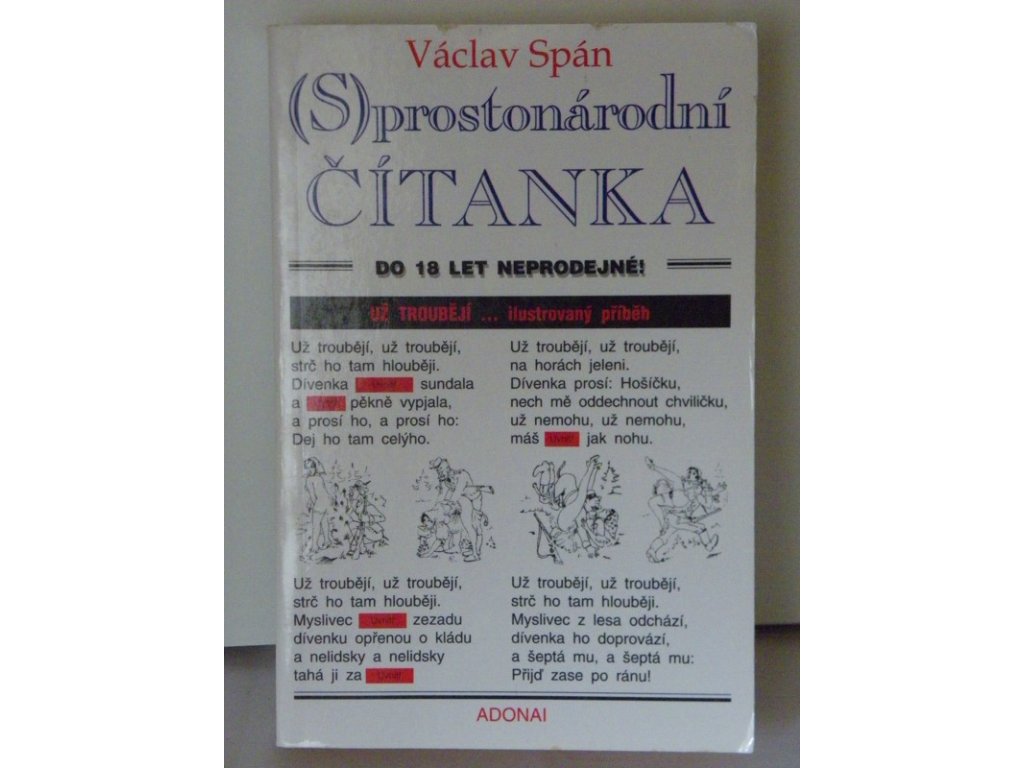 Václav Spán
(S)prostonárodní
ČÍTANKA
DO 18 LET NEPRODEJNÉ!
UŽ TROUBĚJÍ ... ilustrovaný příběh
Už troubějí, už troubějí,
strč ho tam hlouběji.
Dívenka sundala
a pěkně vypjala,
a prosí ho, a prosí ho:
Dej ho tam celýho.
Už troubějí, už troubějí,
na horách jeleni.
Dívenka prosí: Hošíčku,
nech mě oddechnout chviličku,
už nemohu, už nemohu,
máš Uvnitř jak nohu.
Už troubějí, už troubějí,
strč ho tam hlouběji.
Myslivec Uvnitř zezadu
dívenku opřenou o kládu
a nelidsky a nelidsky
tahá ji za Uvnitř
Už troubějí, už troubějí,
strč ho tam hlouběji.
Myslivec z lesa odchází,
dívenka ho doprovází,
a šeptá mu, a šeptá mu:
Přijď zase po ránu!
ADONAI